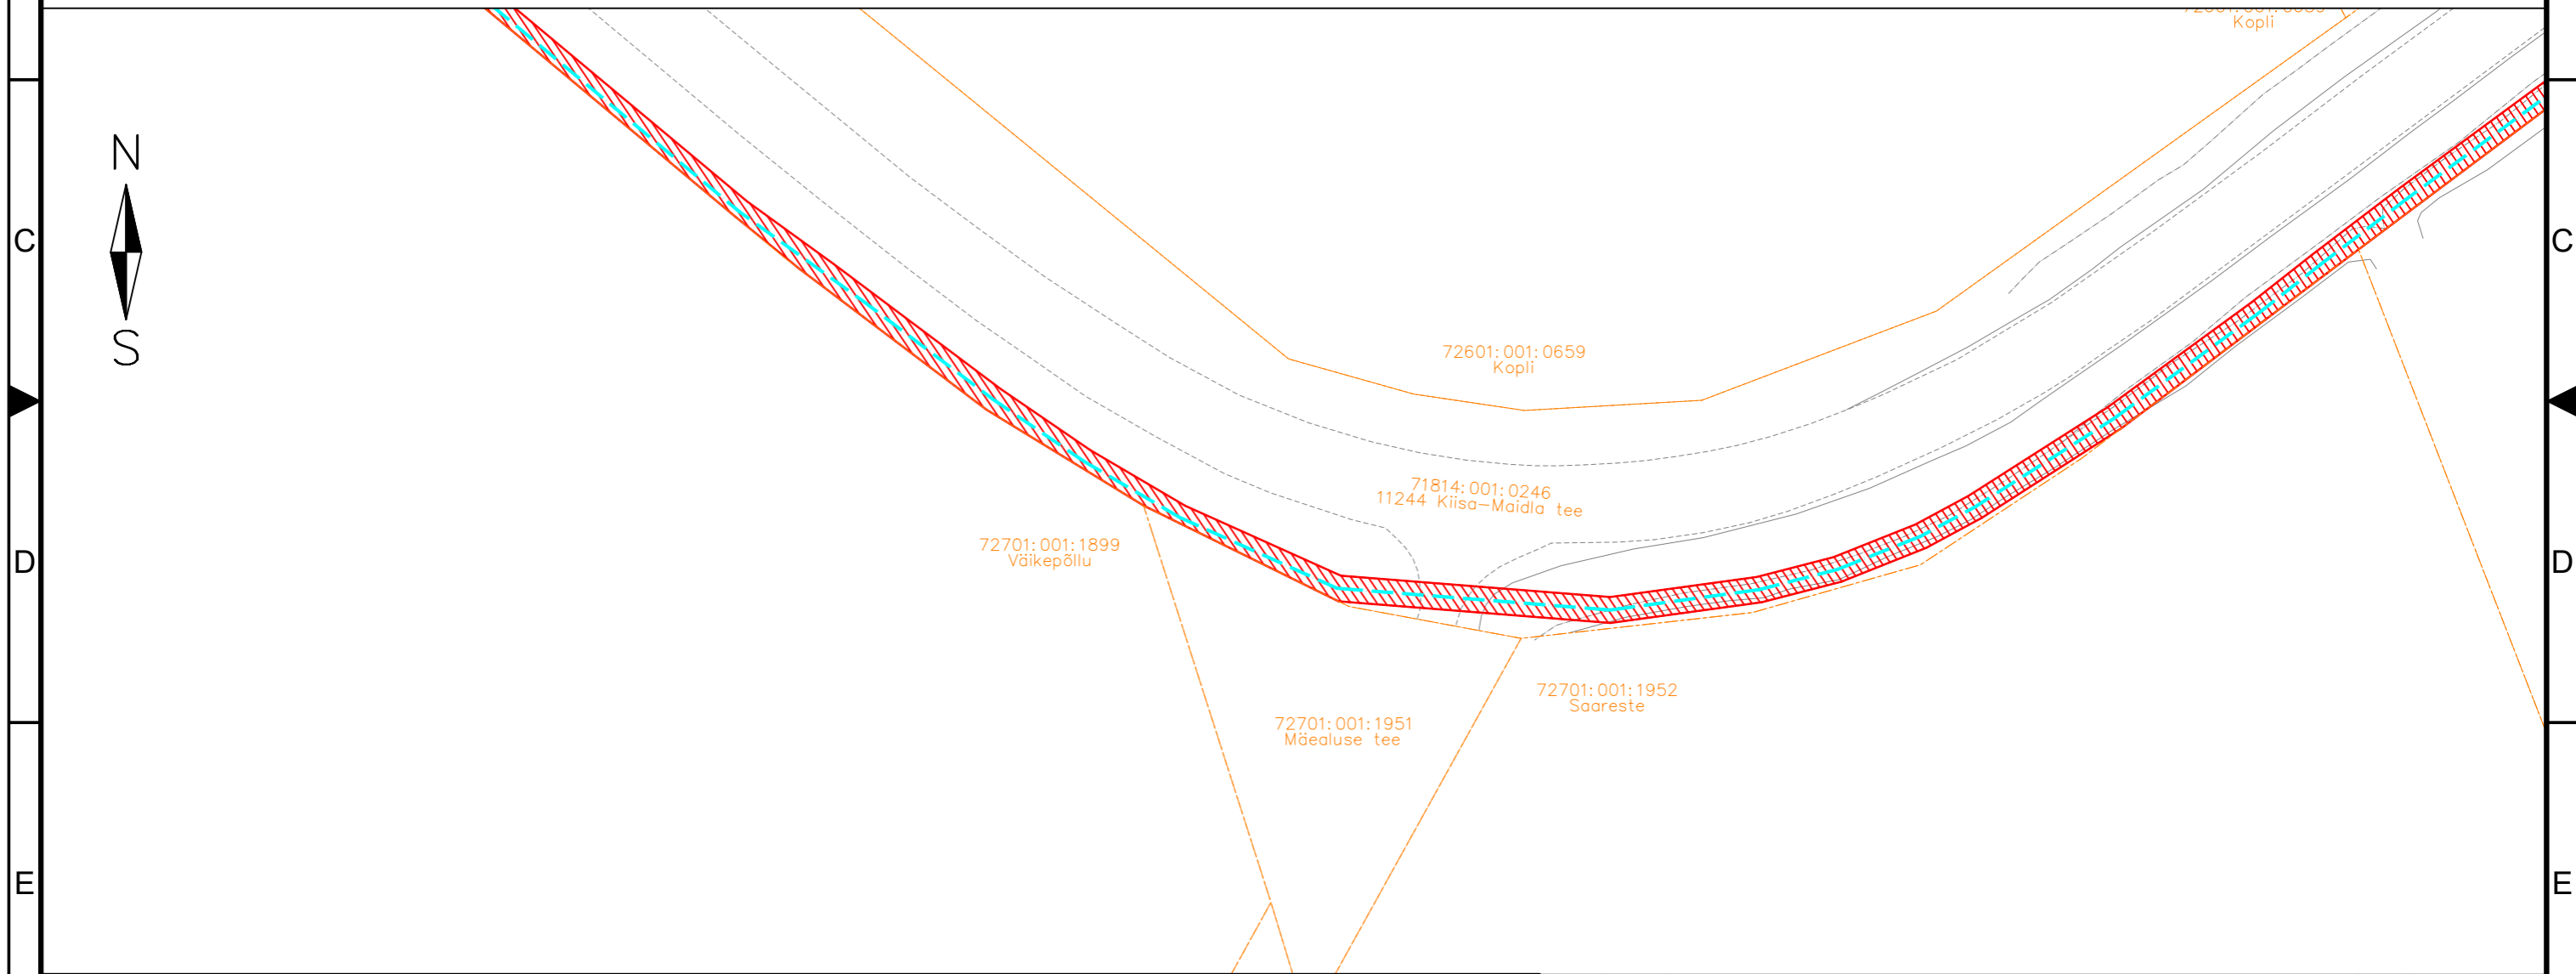 Kopli
N
S
C
C
72601:001:0659
Kopli
71814:001:0246
11244 Kiisa-Maidla tee
72701:001:1899
Väikepõllu
D
D
72701:001:1952
Saareste
72701:001:1951
Mäealuse tee
E
E